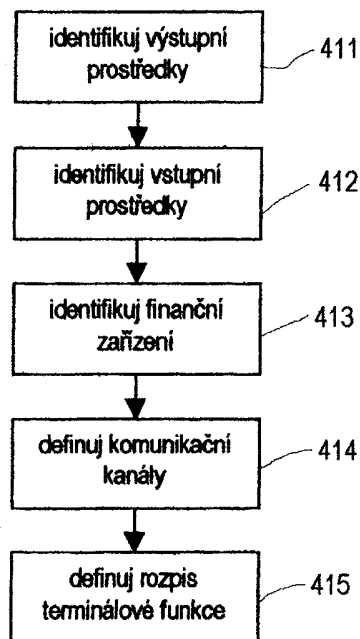 identifikuj výstupní
prostředky
411
identifikuj vstupní
prostředky
412
identifikuj finanční
zařízení
413
definuj komunikační
kanály
414
definuj rozpis
terminálové funkce
415